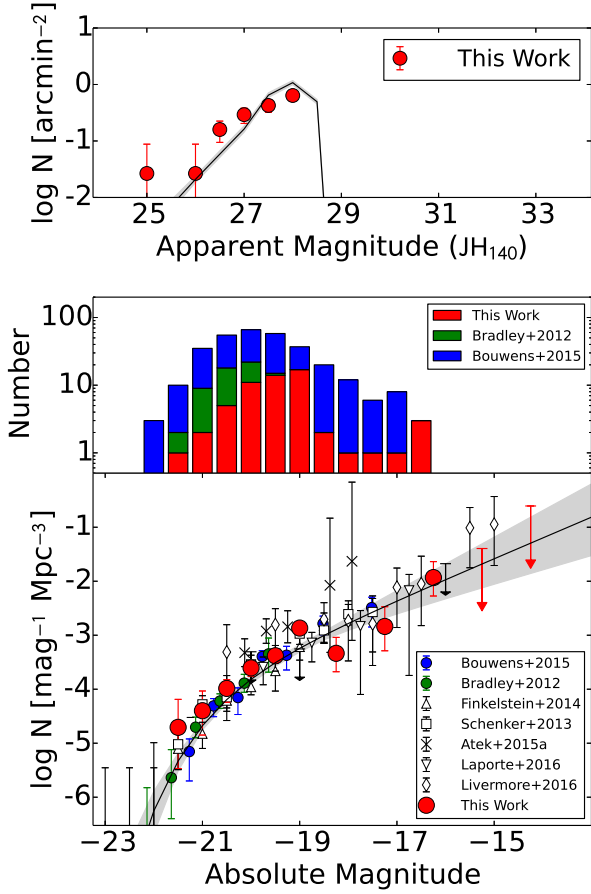 1
0
−1
−2
log N [arcmin⁻²]
This Work
25 27 29 31 33
Apparent Magnitude (JH₁₄₀)
100
10
1
Number
This Work
Bradley+2012
Bouwens+2015
−1
−2
−3
−4
−5
−6
log N [mag⁻¹ Mpc⁻³]
Bouwens+2015
Bradley+2012
Finkelstein+2014
Schenker+2013
Atek+2015a
Laporte+2016
Livermore+2016
This Work
−23 −21 −19 −17 −15
Absolute Magnitude